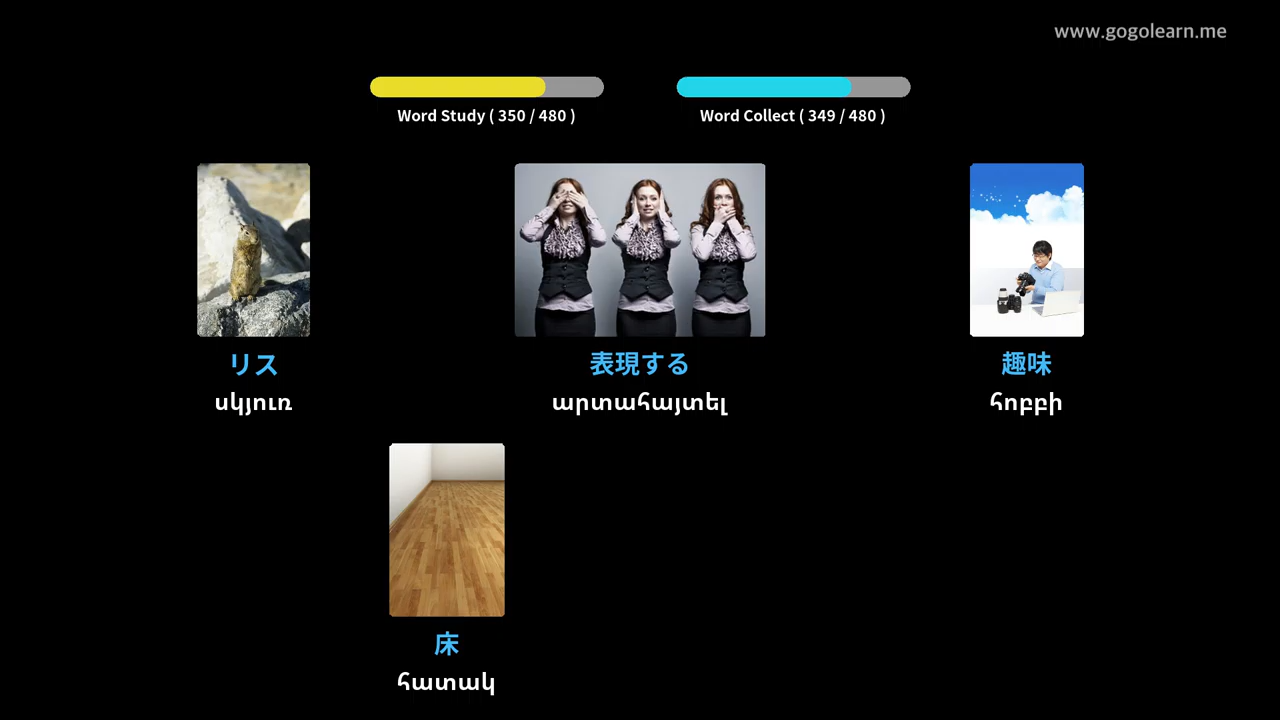 www.gogolearn.me
Word Study ( 350 / 480 )
Word Collect ( 349 / 480 )
リス
սկյուռ
表現する
արտահայտել
趣味
հոբբի
床
հատակ